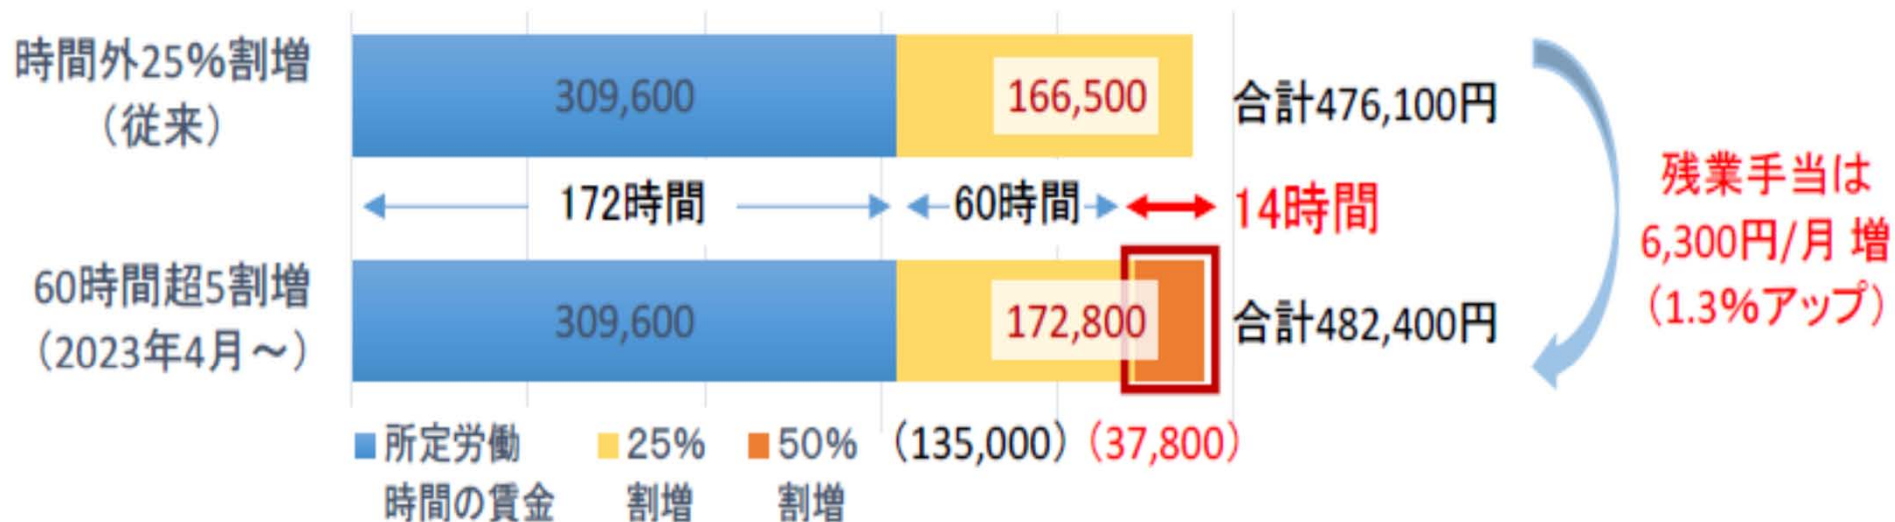 時間外25%割増
（従来）
309,600
166,500
合計476,100円
172時間
60時間
14時間
残業手当は
6,300円/月 増
（1.3%アップ）
60時間超5割増
（2023年4月～）
309,600
172,800
合計482,400円
所定労働
時間の賃金
25%
割増
50%
割増
（135,000）
（37,800）